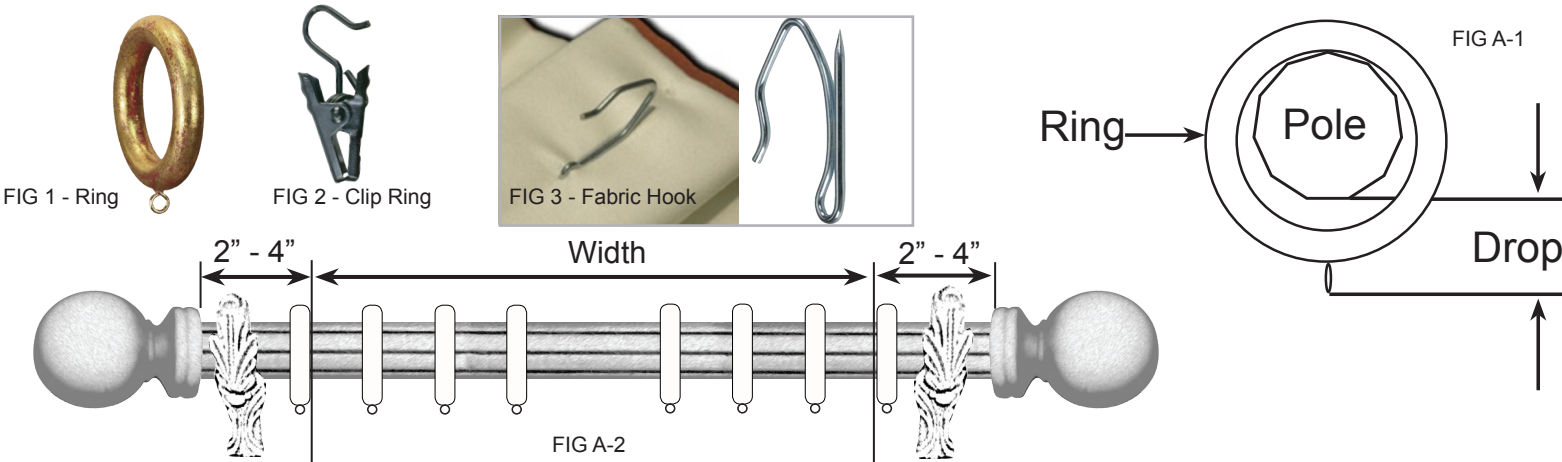 FIG 1 - Ring
FIG 2 - Clip Ring
FIG 3 - Fabric Hook
FIG A-1
Ring
Pole
Drop
2” - 4”
Width
2” - 4”
FIG A-2